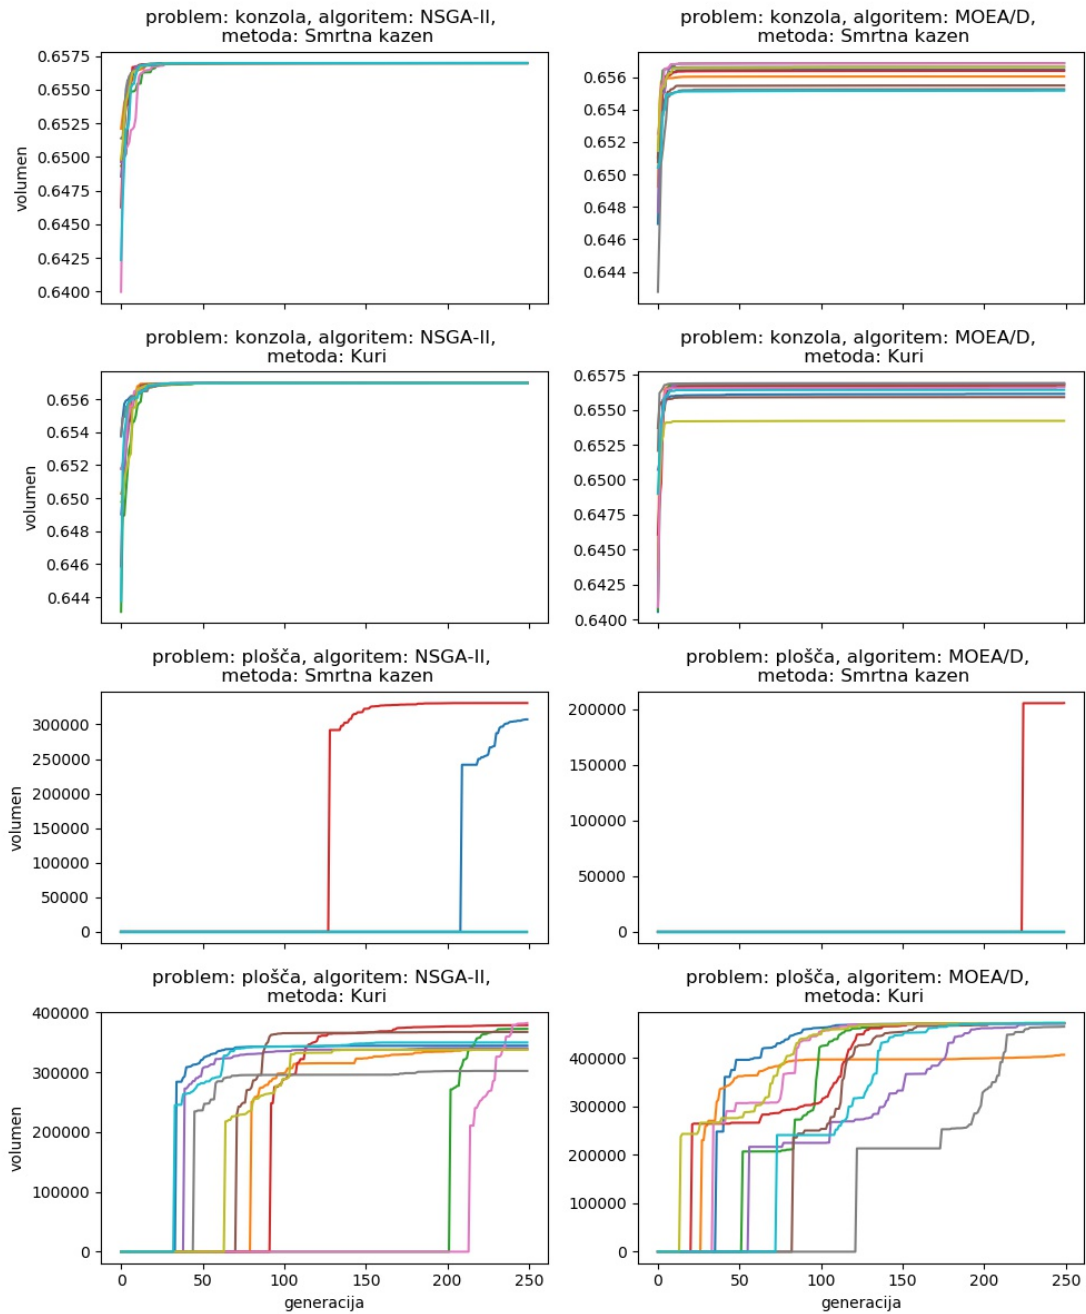 problem: konzola, algoritem: NSGA-II,
metoda: Smrtna kazen
0.6575
0.6550
0.6525
0.6500
0.6475
0.6450
0.6425
0.6400
volumen
problem: konzola, algoritem: MOEA/D,
metoda: Smrtna kazen
0.656
0.654
0.652
0.650
0.648
0.646
0.644
problem: konzola, algoritem: NSGA-II,
metoda: Kuri
0.656
0.654
0.652
0.650
0.648
0.646
0.644
volumen
problem: konzola, algoritem: MOEA/D,
metoda: Kuri
0.6575
0.6550
0.6525
0.6500
0.6475
0.6450
0.6425
0.6400
problem: plošča, algoritem: NSGA-II,
metoda: Smrtna kazen
300000
250000
200000
150000
100000
50000
0
volumen
problem: plošča, algoritem: MOEA/D,
metoda: Smrtna kazen
200000
150000
100000
50000
0
problem: plošča, algoritem: NSGA-II,
metoda: Kuri
400000
300000
200000
100000
0
volumen
0 50 100 150 200 250
generacija
problem: plošča, algoritem: MOEA/D,
metoda: Kuri
400000
300000
200000
100000
0
0 50 100 150 200 250
generacija